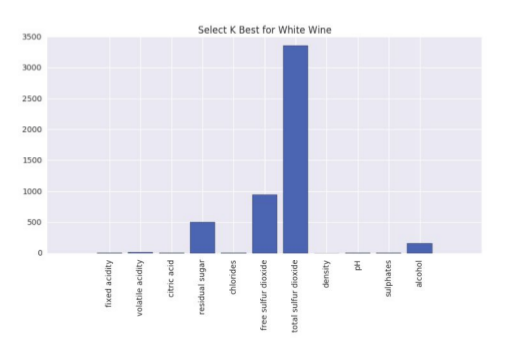 Select K Best for White Wine
3500
3000
2500
2000
1500
1000
500
0
fixed acidity
volatile acidity
citric acid
residual sugar
chlorides
free sulfur dioxide
total sulfur dioxide
density
pH
sulphates
alcohol